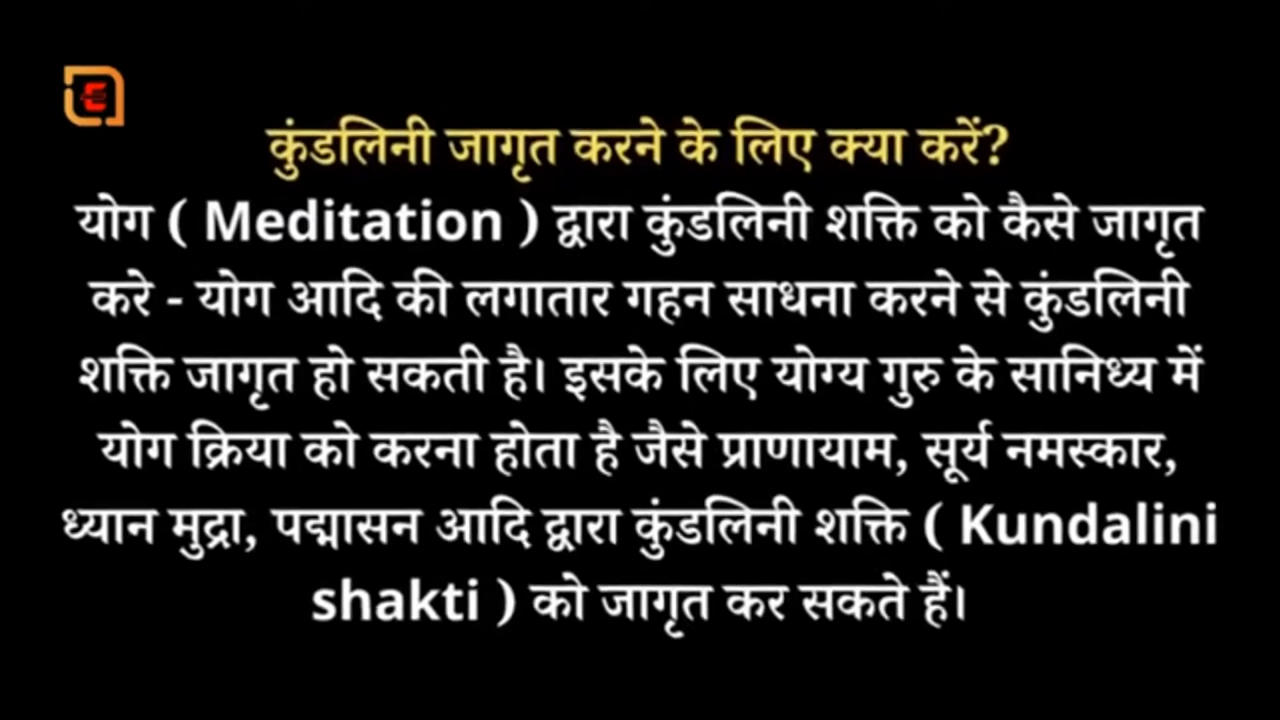 कुंडलिनी जागृत करने के लिए क्या करें?
योग ( Meditation ) द्वारा कुंडलिनी शक्ति को कैसे जागृत
करे - योग आदि की लगातार गहन साधना करने से कुंडलिनी
शक्ति जागृत हो सकती है। इसके लिए योग्य गुरु के सानिध्य में
योग क्रिया को करना होता है जैसे प्राणायाम, सूर्य नमस्कार,
ध्यान मुद्रा, पद्मासन आदि द्वारा कुंडलिनी शक्ति ( Kundalini
shakti ) को जागृत कर सकते हैं।